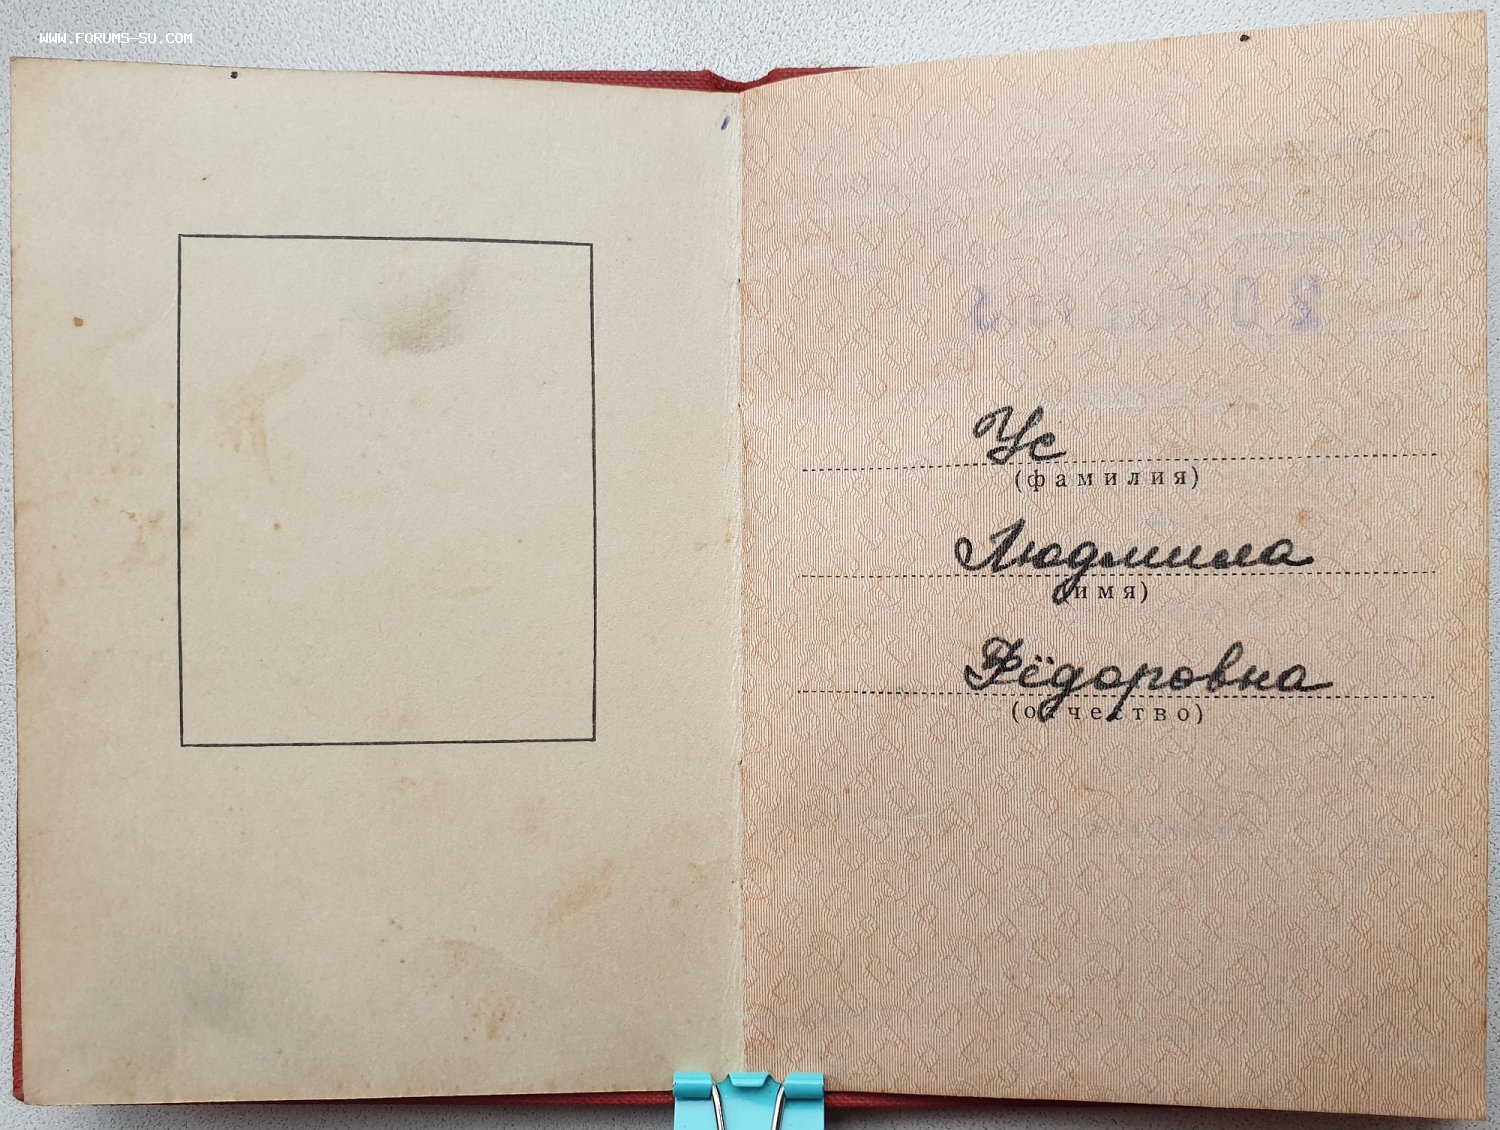 WWW.FORUMS-SU.COM
Ус
(фамилия)
Людмила
(имя)
Фёдоровна
(отчество)